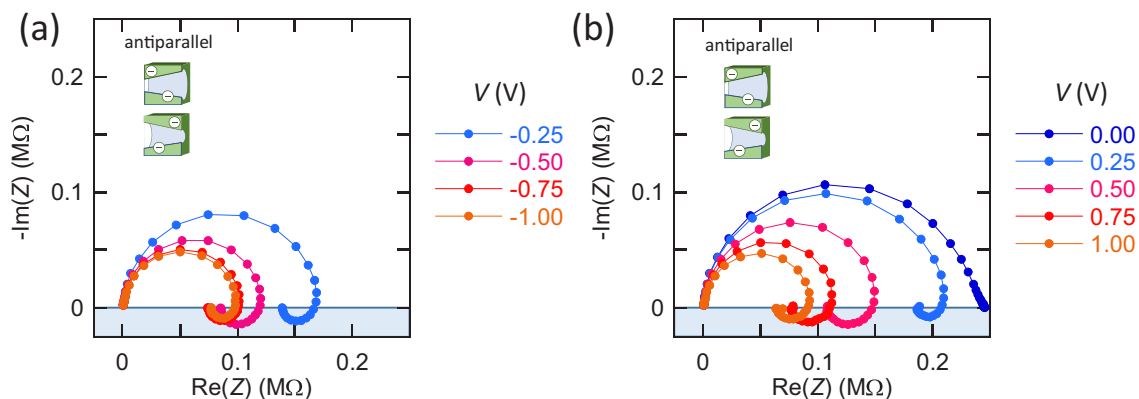 (a)
antiparallel
V (V)
-0.25
-0.50
-0.75
-1.00
-Im(Z) (MΩ)
0.2
0.1
0
0
0.1
0.2
Re(Z) (MΩ)
(b)
antiparallel
V (V)
0.00
0.25
0.50
0.75
1.00
-Im(Z) (MΩ)
0.2
0.1
0
0
0.1
0.2
Re(Z) (MΩ)